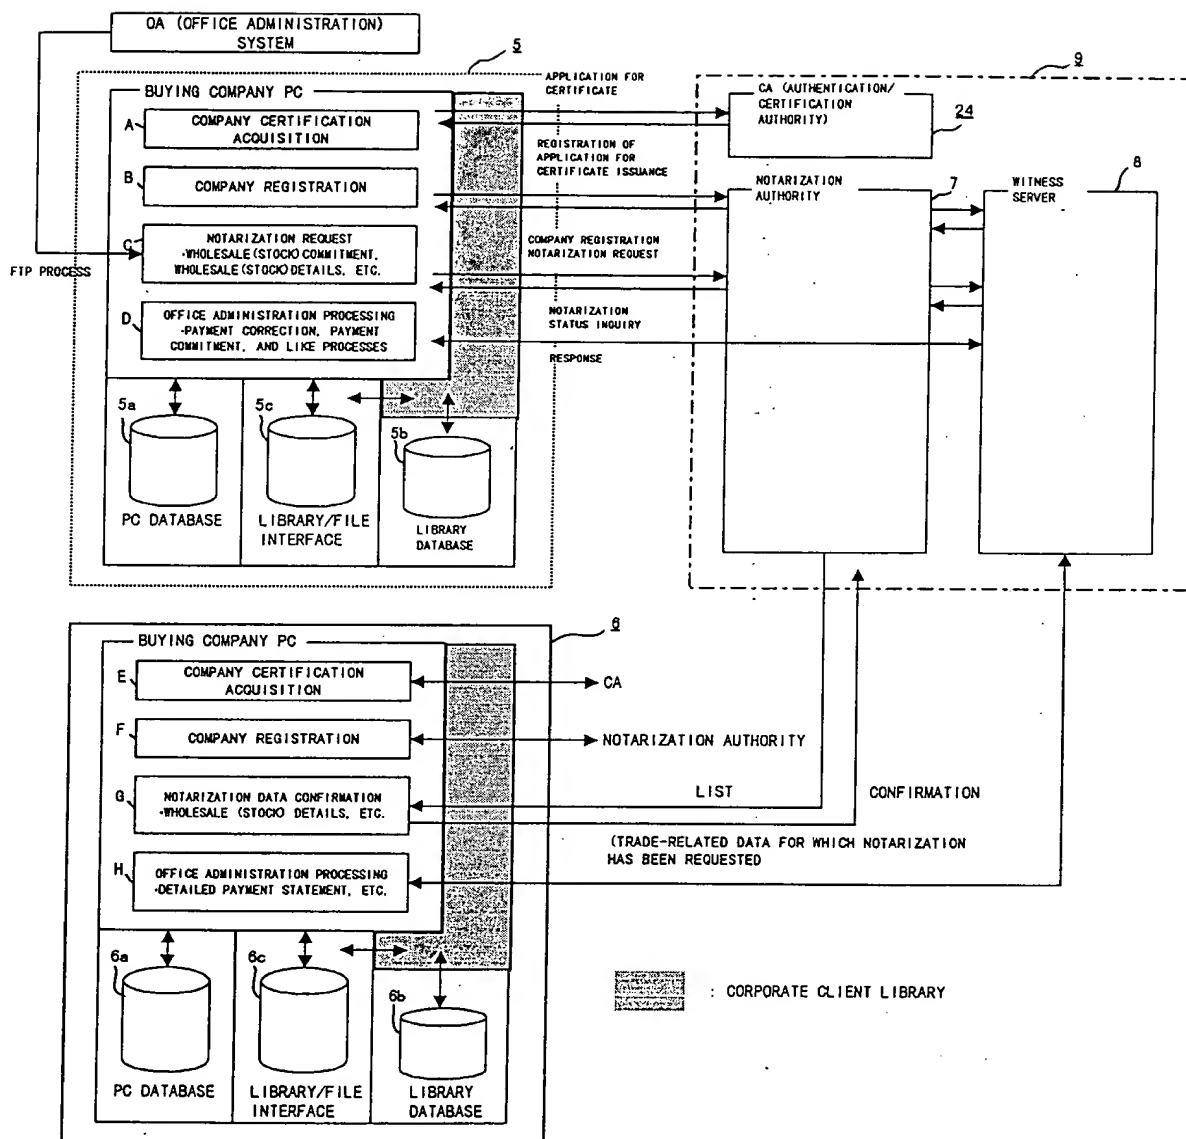 OA (OFFICE ADMINISTRATION)
SYSTEM
5
9
BUYING COMPANY PC
APPLICATION FOR
CERTIFICATE
CA (AUTHENTICATION/
CERTIFICATION
AUTHORITY)
24
A
COMPANY CERTIFICATION
ACQUISITION
REGISTRATION OF
APPLICATION FOR
CERTIFICATE ISSUANCE
B
COMPANY REGISTRATION
NOTARIZATION
AUTHORITY
7
WITNESS
SERVER
8
C
NOTARIZATION REQUEST
·WHOLESALE (STOCK) COMMITMENT,
WHOLESALE (STOCK) DETAILS, ETC.
COMPANY REGISTRATION
NOTARIZATION REQUEST
FTP PROCESS
D
OFFICE ADMINISTRATION PROCESSING
·PAYMENT CORRECTION, PAYMENT
COMMITMENT, AND LIKE PROCESSES
NOTARIZATION
STATUS INQUIRY
RESPONSE
5a
5c
5b
PC DATABASE
LIBRARY/FILE
INTERFACE
LIBRARY
DATABASE
6
BUYING COMPANY PC
E
COMPANY CERTIFICATION
ACQUISITION
CA
F
COMPANY REGISTRATION
NOTARIZATION AUTHORITY
G
NOTARIZATION DATA CONFIRMATION
·WHOLESALE (STOCK) DETAILS, ETC.
LIST
CONFIRMATION
(TRADE-RELATED DATA FOR WHICH NOTARIZATION
HAS BEEN REQUESTED
H
OFFICE ADMINISTRATION PROCESSING
·DETAILED PAYMENT STATEMENT, ETC.
6a
6c
6b
PC DATABASE
LIBRARY/FILE
INTERFACE
LIBRARY
DATABASE
: CORPORATE CLIENT LIBRARY